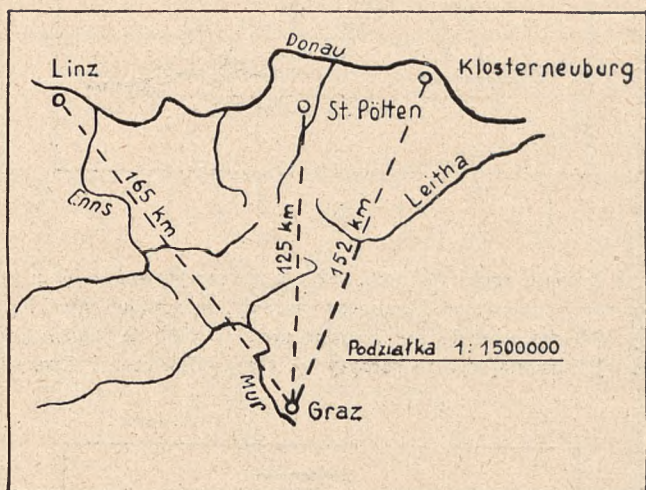 Donau
Linz
Klosterneuburg
St. Pölten
Leitha
Enns
165 km
125 km
152 km
Podziałka 1:1500000
Mur
Graz